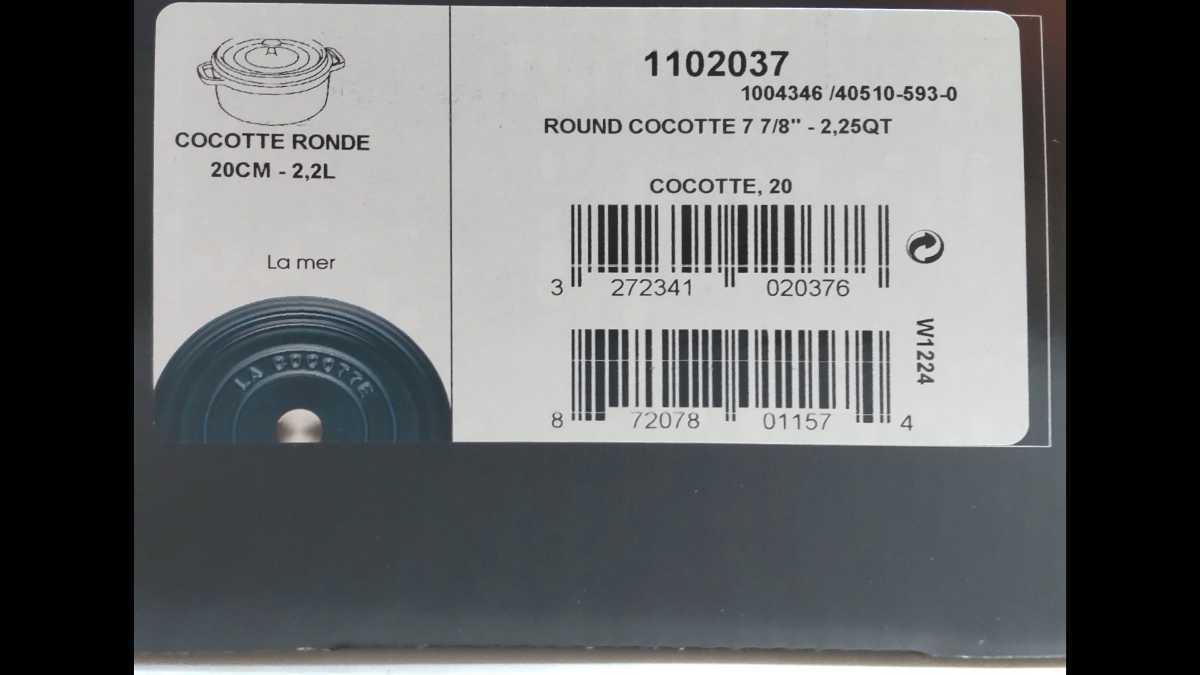 COCOTTE RONDE
20CM - 2,2L
La mer
LA COCOTTE
1102037
1004346 /40510-593-0
ROUND COCOTTE 7 7/8" - 2,25QT
COCOTTE, 20
3 272341 020376
W1224
8 72078 01157 4